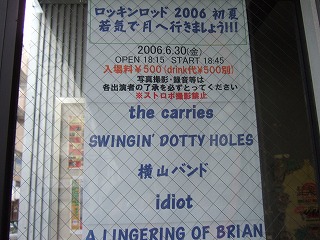 ロッキンロッド 2006 初夏
若気で月へ行きましょう!!!
2006.6.30(金)
OPEN 18:15 START 18:45
入場料￥500(drink代￥500別)
写真撮影・録音等は
各出演者の了承を必ずとってください
※ストロボ撮影禁止
the carries
SWINGIN' DOTTY HOLES
横山バンド
idiot
A LINGERING OF BRIAN